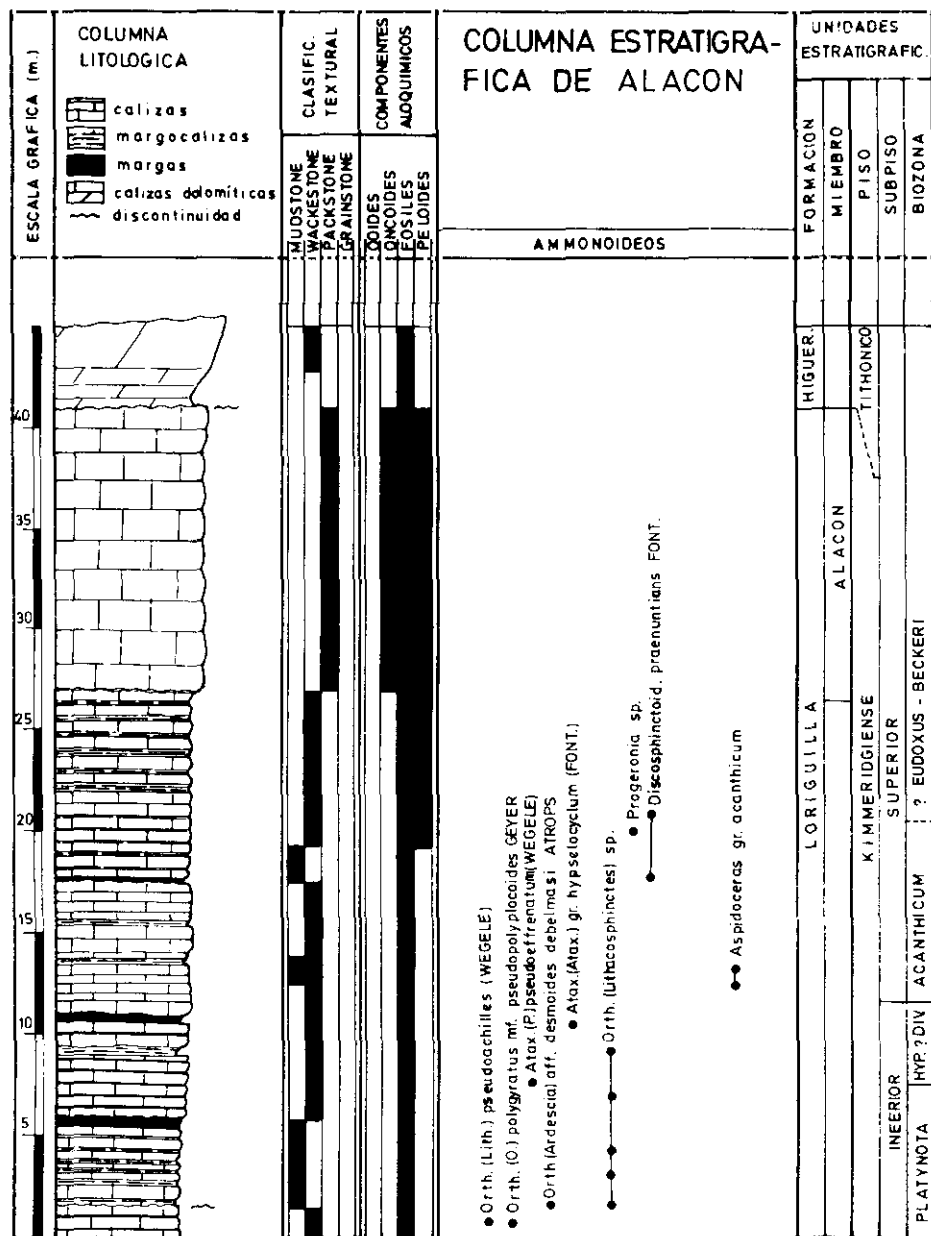 ESCALA GRAFICA (m.)
COLUMNA
LITOLOGICA
calizas
margocalizas
margas
calizas dolomíticas
discontinuidad
CLASIFIC.
TEXTURAL
MUDSTONE
WACKESTONE
PACKSTONE
GRAINSTONE
COMPONENTES
ALOQUIMICOS
OOIDES
ONCOIDES
FOSILES
PELOIDES
COLUMNA ESTRATIGRA-
FICA DE ALACON
AMMONOIDEOS
UNIDADES
ESTRATIGRAFIC.
FORMACION
MIEMBRO
PISO
SUBPISO
BIOZONA
40
35
30
25
20
15
10
5
Orth. (Lith.) pseudoachilles (WEGELE)
Orth. (O.) polygyratus mf. pseudopolyplocoides GEYER
Atax. (P.) pseudoeffrenatum (WEGELE)
Orth (Ardescia) aff. desmoides debelmasi ATROPS
Atax. (Atax.) gr. hypselocyclum (FONT.)
Orth. (Lithacosphinctes) sp.
Progeronia sp.
Discosphinctoid. praenuntians FONT.
Aspidoceras gr. acanthicum
HIGUER.
LORIGUILLA
ALACON
TITHONICO
KIMMERIDGIENSE
SUPERIOR
INEERIOR
? EUDOXUS - BECKERI
ACANTHICUM
HYP. ? DIV
PLATYNOTA